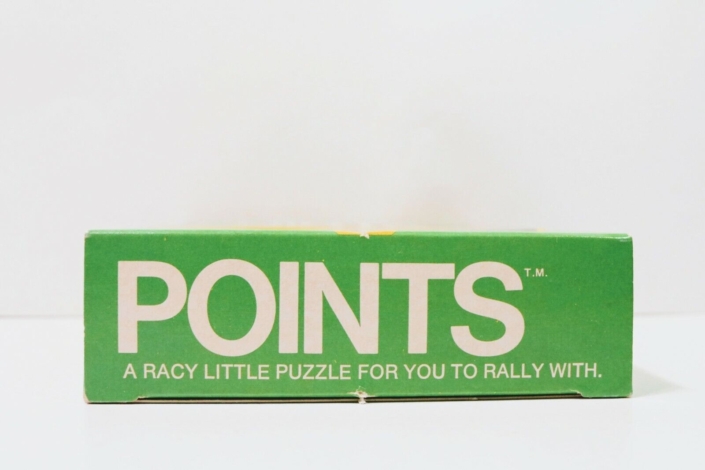 POINTS T.M.
A RACY LITTLE PUZZLE FOR YOU TO RALLY WITH.